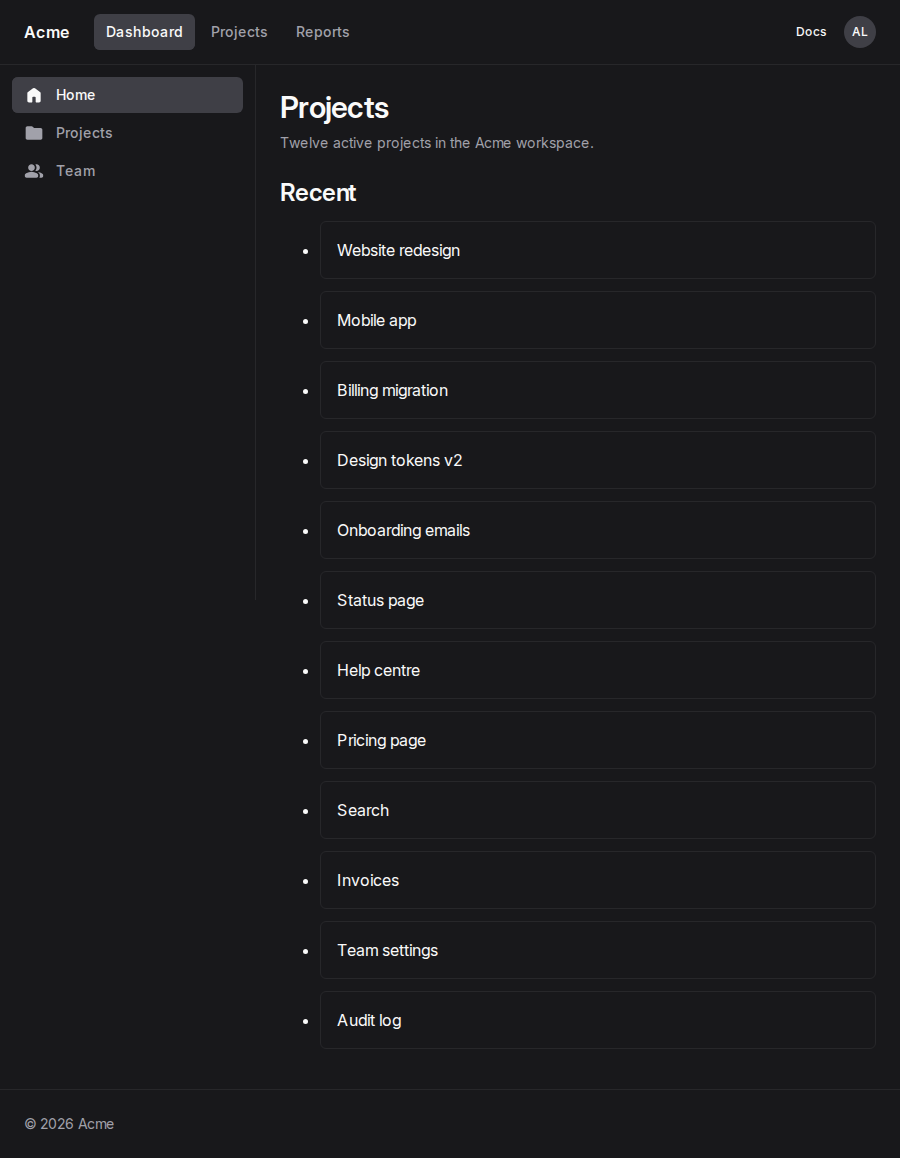 Acme Dashboard Projects Reports Docs AL
Home
Projects
Team
Projects
Twelve active projects in the Acme workspace.
Recent
• Website redesign
• Mobile app
• Billing migration
• Design tokens v2
• Onboarding emails
• Status page
• Help centre
• Pricing page
• Search
• Invoices
• Team settings
• Audit log
© 2026 Acme